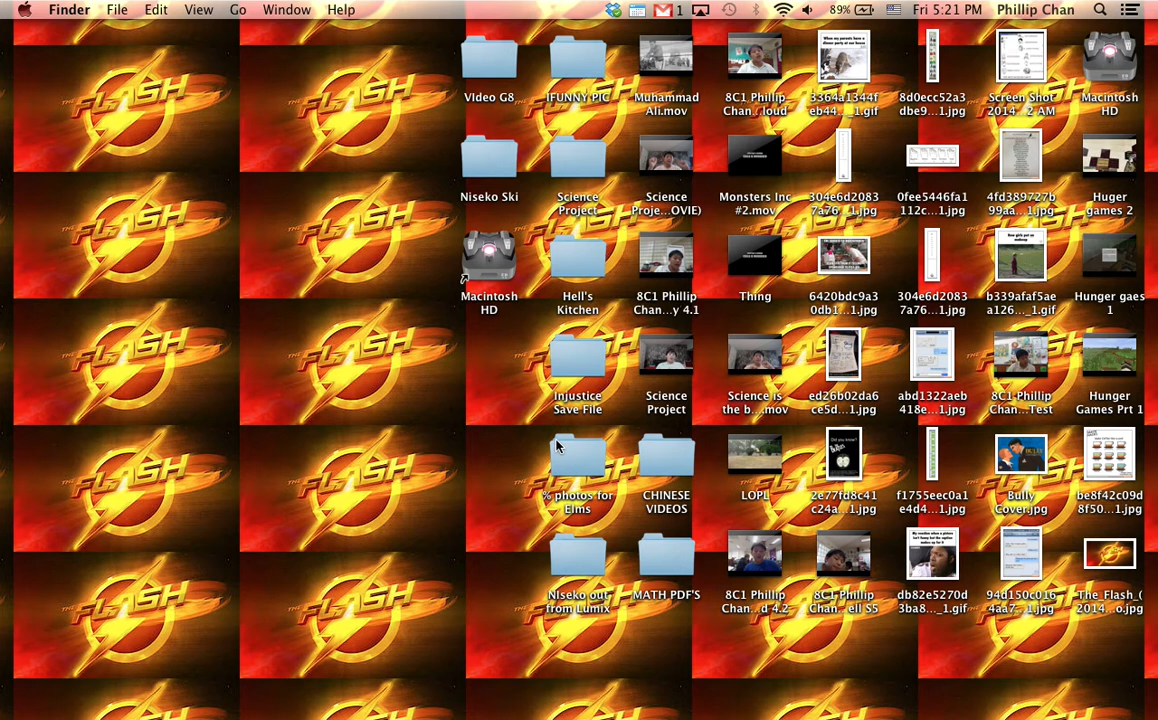 Finder File Edit View Go Window Help 1 89% Fri 5:21 PM Phillip Chan
THE FLASH
VIdeo G8
IFUNNY PIC
Muhammad
Ali.mov
8C1 Phillip
Chan...loud
3364a1344f
eb44..._1.gif
8d0ecc52a3
dbe9...1.jpg
Screen Shot
2014...2 AM
Macintosh
HD
Niseko Ski
Science
Project
Science
Proje...OVIE)
Monsters Inc
#2.mov
304e6d2083
7a76...1.jpg
0fee5446fa1
112c...1.jpg
4fd389727b
99aa...1.jpg
Huger
games 2
Macintosh
HD
Hell's
Kitchen
8C1 Phillip
Chan...y 4.1
Thing
6420bdc9a3
0db1...1.jpg
304e6d2083
7a76...1.jpg
b339afaf5ae
a126..._1.gif
Hunger gaes
1
Injustice
Save File
Science
Project
Science is
the b...mov
ed26b02da6
ce5d...1.jpg
abd1322aeb
418e...1.jpg
8C1 Phillip
Chan...Test
Hunger
Games Prt 1
% photos for
Elms
CHINESE
VIDEOS
LOPL
2e77fd8c41
c24a...1.jpg
f1755eec0a1
e4d4...1.jpg
Bully
Cover.jpg
be8f42c09d
8f50...1.jpg
NIseko out
from Lumix
MATH PDF'S
8C1 Phillip
Chan...d 4.2
8C1 Phillip
Chan...ell S5
db82e5270d
3ba8..._1.gif
94d150c016
4aa7...1.jpg
The_Flash_(
2014...o.jpg